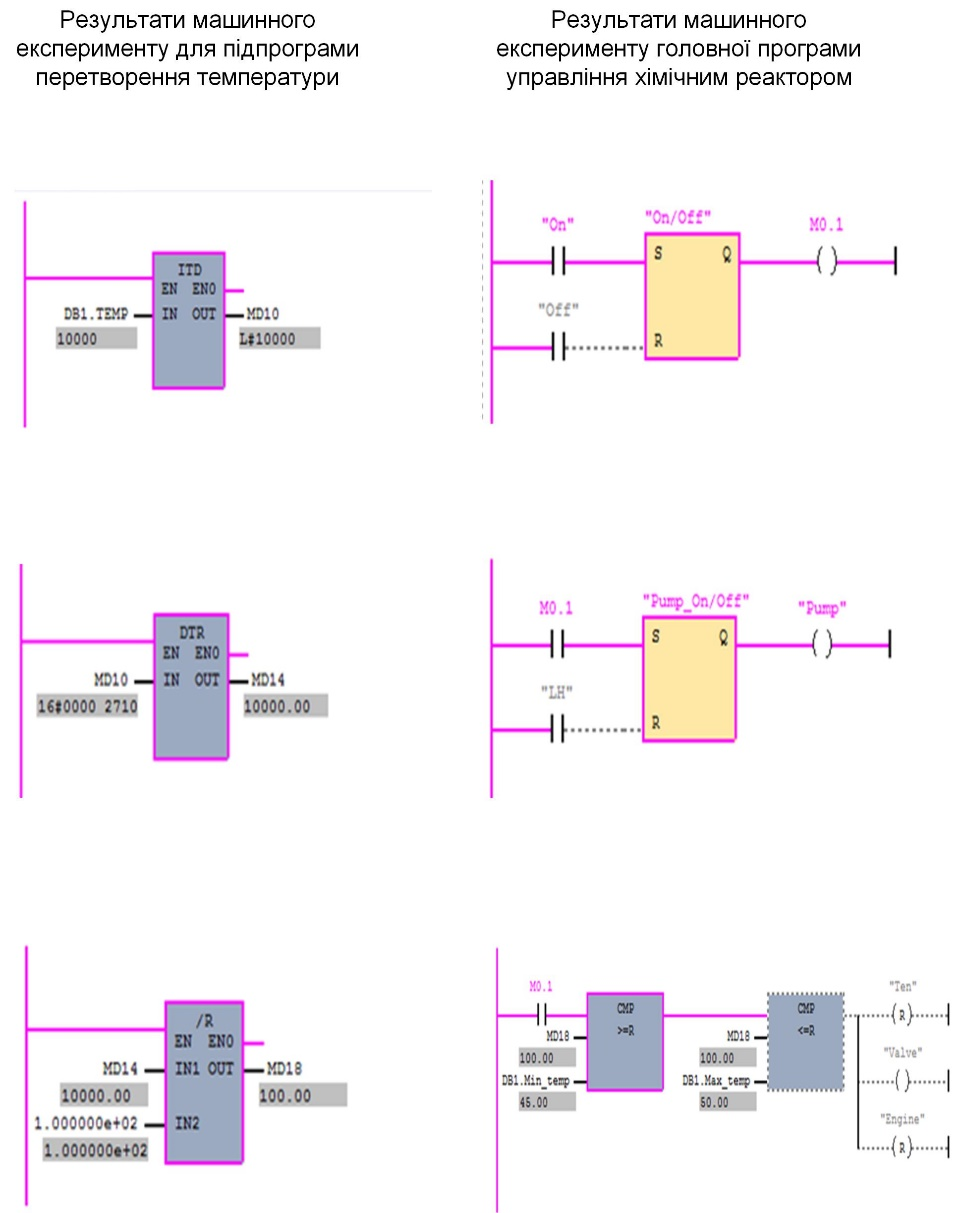 Результати машинного
експерименту для підпрограми
перетворення температури
ITD
EN ENO
DB1.TEMP IN OUT MD10
10000 L#10000
DTR
EN ENO
MD10 IN OUT MD14
16#0000 2710 10000.00
/R
EN ENO
MD14 IN1 OUT MD18
10000.00 100.00
1.000000e+02 IN2
1.000000e+02
Результати машинного
експерименту головної програми
управління хімічним реактором
"On" "On/Off" M0.1
S Q
"Off"
R
M0.1 "Pump_On/Off" "Pump"
S Q
"LH"
R
M0.1 CMP CMP "Ten"
>=R <=R (R)
MD18 MD18
100.00 100.00 "Valve"
DB1.Min_temp DB1.Max_temp ( )
45.00 50.00
"Engine"
(R)